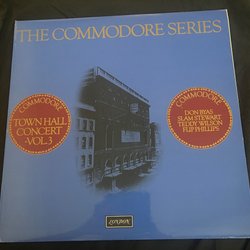 THE COMMODORE SERIES
COMMODORE
TOWN HALL
CONCERT
-VOL.3
COMMODORE
DON BYAS
SLAM STEWART
TEDDY WILSON
FLIP PHILLIPS
LONDON